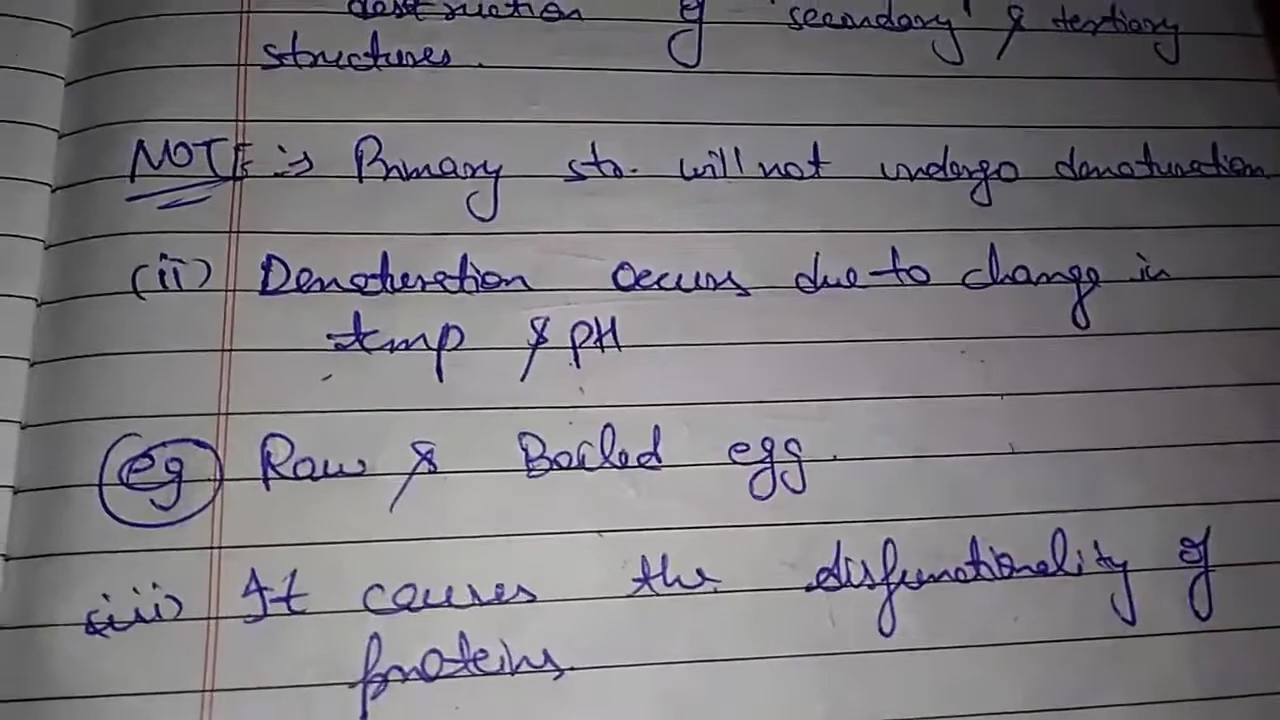 destruction of 'secondary' & tertiary
structures.
NOTE :→ Primary str. will not undergo denaturation
(ii) Denaturation occurs due to change in
temp & PH
eg Raw & Boiled egg.
(iii) It causes the disfunctionality of
proteins.